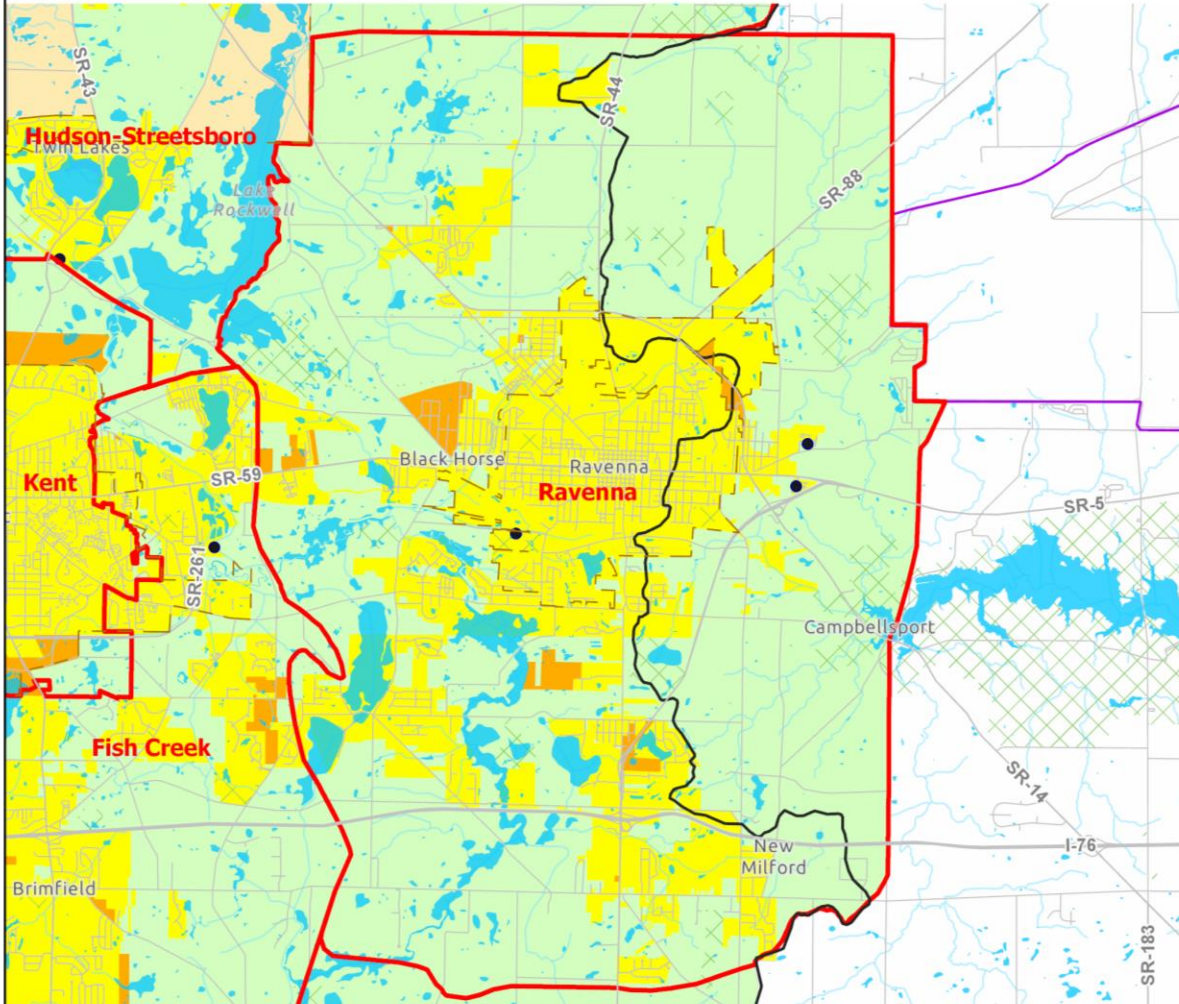 SR-43
SR-44
Hudson-Streetsboro
Twin Lakes
Lake
Rockwell
SR-88
Black Horse
Ravenna
SR-59
Kent
Ravenna
SR-5
SR-261
Campbellsport
Fish Creek
SR-14
New
Milford
I-76
Brimfield
SR-183